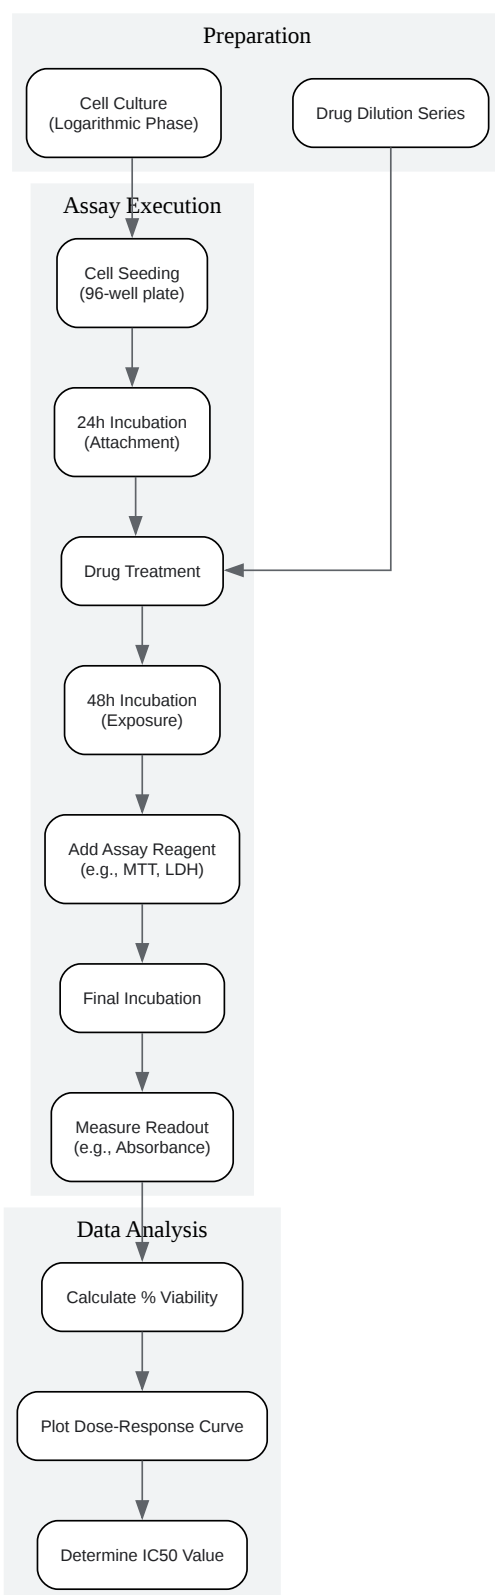 Preparation
Cell Culture
(Logarithmic Phase)
Drug Dilution Series
Assay Execution
Cell Seeding
(96-well plate)
24h Incubation
(Attachment)
Drug Treatment
48h Incubation
(Exposure)
Add Assay Reagent
(e.g., MTT, LDH)
Final Incubation
Measure Readout
(e.g., Absorbance)
Data Analysis
Calculate % Viability
Plot Dose-Response Curve
Determine IC50 Value